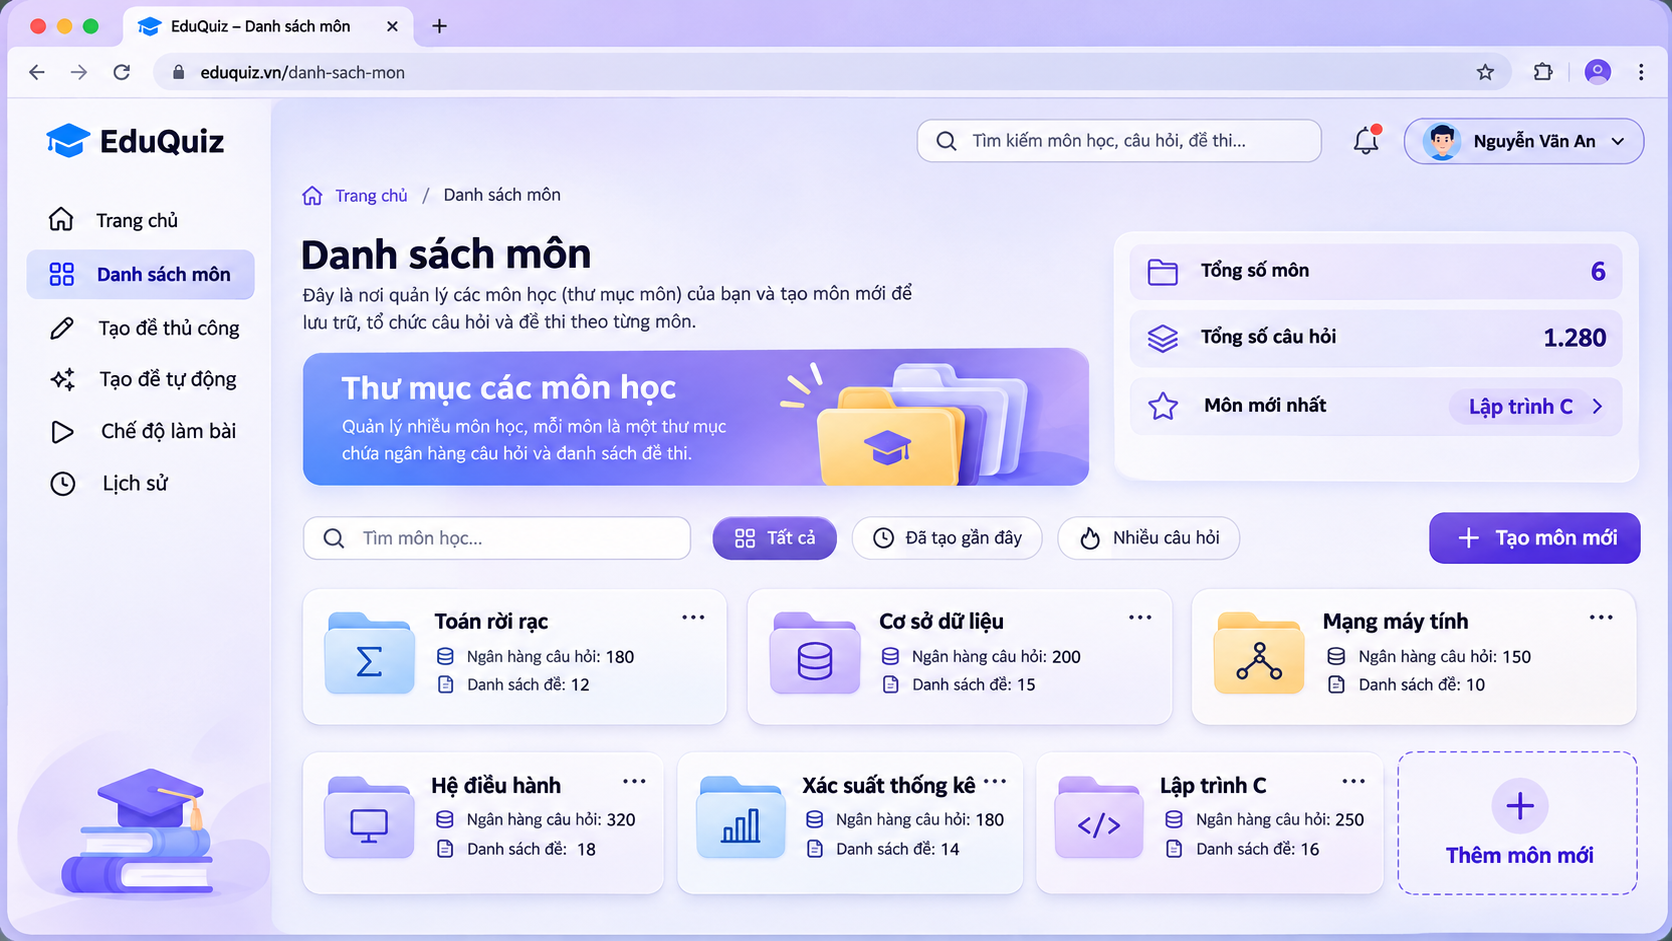 EduQuiz – Danh sách môn
eduquiz.vn/danh-sach-mon
EduQuiz
Tìm kiếm môn học, câu hỏi, đề thi...
Nguyễn Văn An
Trang chủ
Danh sách môn
Tạo đề thủ công
Tạo đề tự động
Chế độ làm bài
Lịch sử
Trang chủ / Danh sách môn
Danh sách môn
Đây là nơi quản lý các môn học (thư mục môn) của bạn và tạo môn mới để
lưu trữ, tổ chức câu hỏi và đề thi theo từng môn.
Thư mục các môn học
Quản lý nhiều môn học, mỗi môn là một thư mục
chứa ngân hàng câu hỏi và danh sách đề thi.
Tổng số môn 6
Tổng số câu hỏi 1.280
Môn mới nhất Lập trình C
Tìm môn học...
Tất cả
Đã tạo gần đây
Nhiều câu hỏi
+ Tạo môn mới
Toán rời rạc
Ngân hàng câu hỏi: 180
Danh sách đề: 12
Cơ sở dữ liệu
Ngân hàng câu hỏi: 200
Danh sách đề: 15
Mạng máy tính
Ngân hàng câu hỏi: 150
Danh sách đề: 10
Hệ điều hành
Ngân hàng câu hỏi: 320
Danh sách đề: 18
Xác suất thống kê
Ngân hàng câu hỏi: 180
Danh sách đề: 14
Lập trình C
Ngân hàng câu hỏi: 250
Danh sách đề: 16
Thêm môn mới